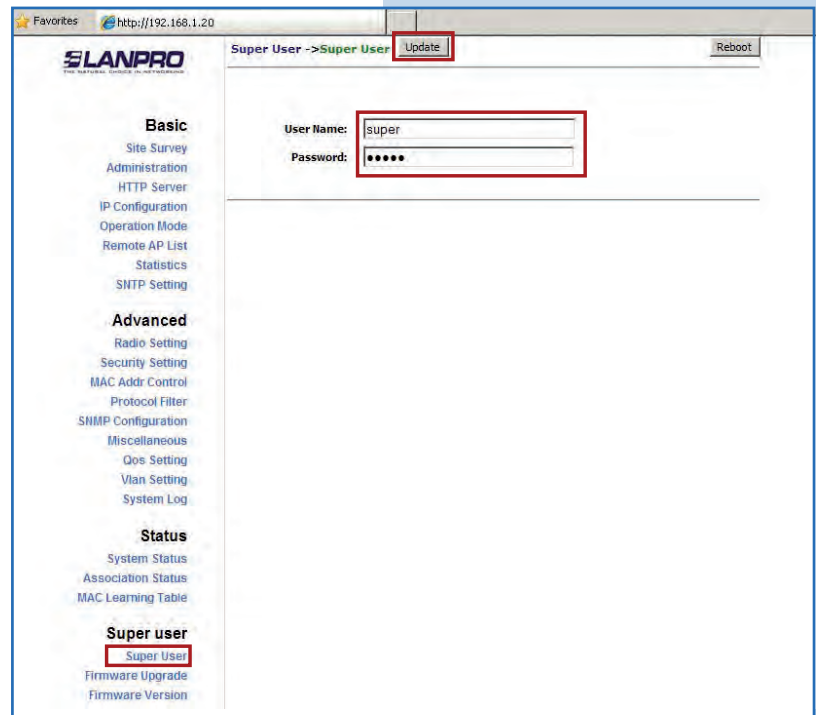 Favorites http://192.168.1.20
LANPRO
THE NATURAL CHOICE IN NETWORKING
Super User ->Super User Update Reboot
User Name: super
Password: •••••
Basic
Site Survey
Administration
HTTP Server
IP Configuration
Operation Mode
Remote AP List
Statistics
SNTP Setting
Advanced
Radio Setting
Security Setting
MAC Addr Control
Protocol Filter
SNMP Configuration
Miscellaneous
Qos Setting
Vlan Setting
System Log
Status
System Status
Association Status
MAC Learning Table
Super user
Super User
Firmware Upgrade
Firmware Version